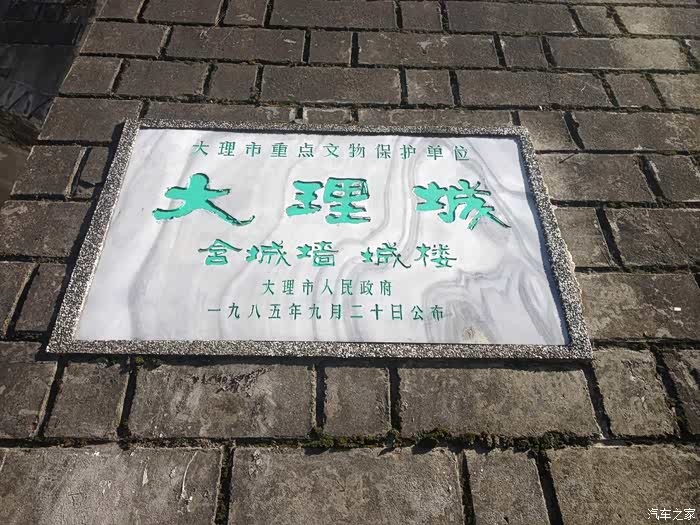 大理市重点文物保护单位
大理城
含城墙 城楼
大理市人民政府
一九八五年九月二十日公布
汽车之家